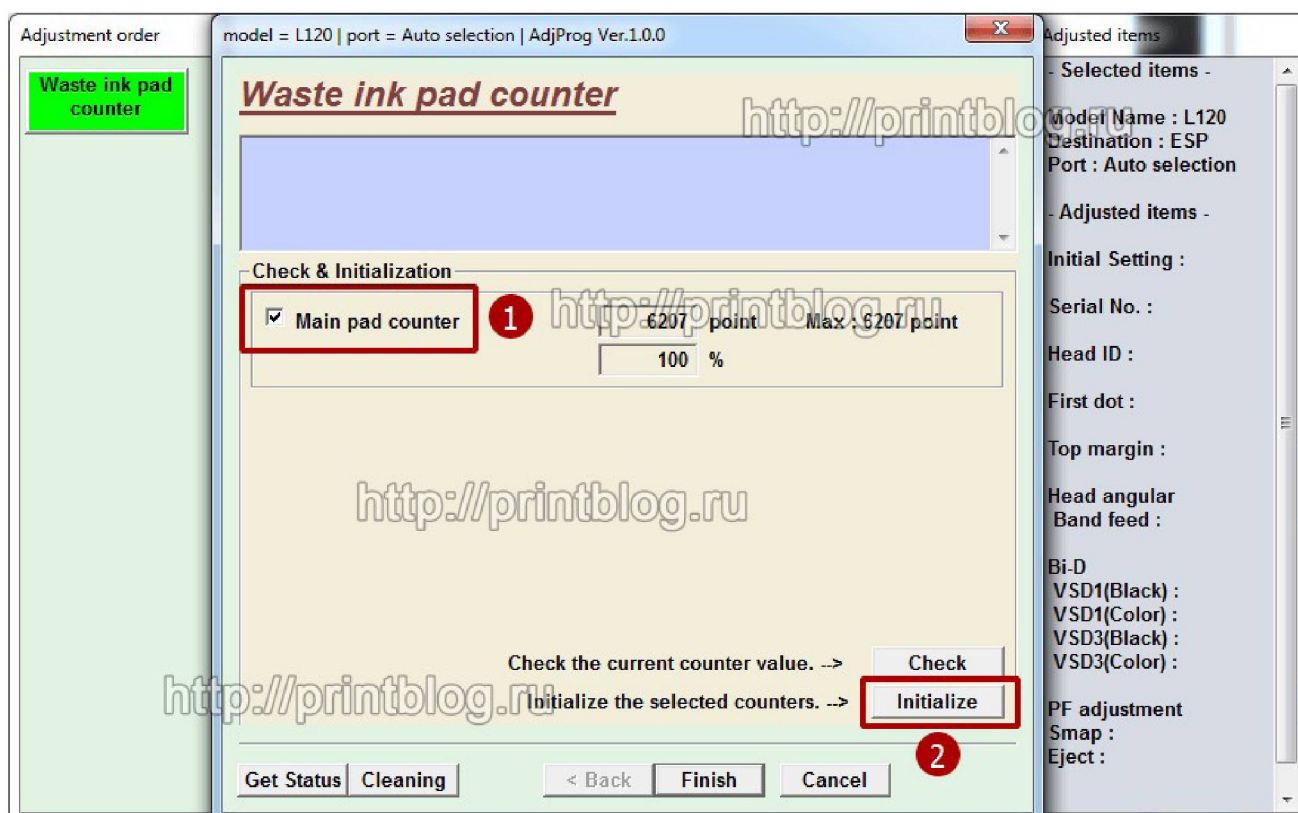 Adjustment order
Waste ink pad
counter
model = L120 | port = Auto selection | AdjProg Ver.1.0.0
X
Waste ink pad counter
http://printblog.ru
Check & Initialization
Main pad counter
1
http://printblog.ru
6207 point Max : 6207 point
100 %
http://printblog.ru
Check the current counter value. -->
Check
http://printblog.ru
Initialize the selected counters. -->
Initialize
2
Get Status
Cleaning
< Back
Finish
Cancel
Adjusted items
- Selected items -
Model Name : L120
Destination : ESP
Port : Auto selection
- Adjusted items -
Initial Setting :
Serial No. :
Head ID :
First dot :
Top margin :
Head angular
Band feed :
Bi-D
VSD1(Black) :
VSD1(Color) :
VSD3(Black) :
VSD3(Color) :
PF adjustment
Smap :
Eject :